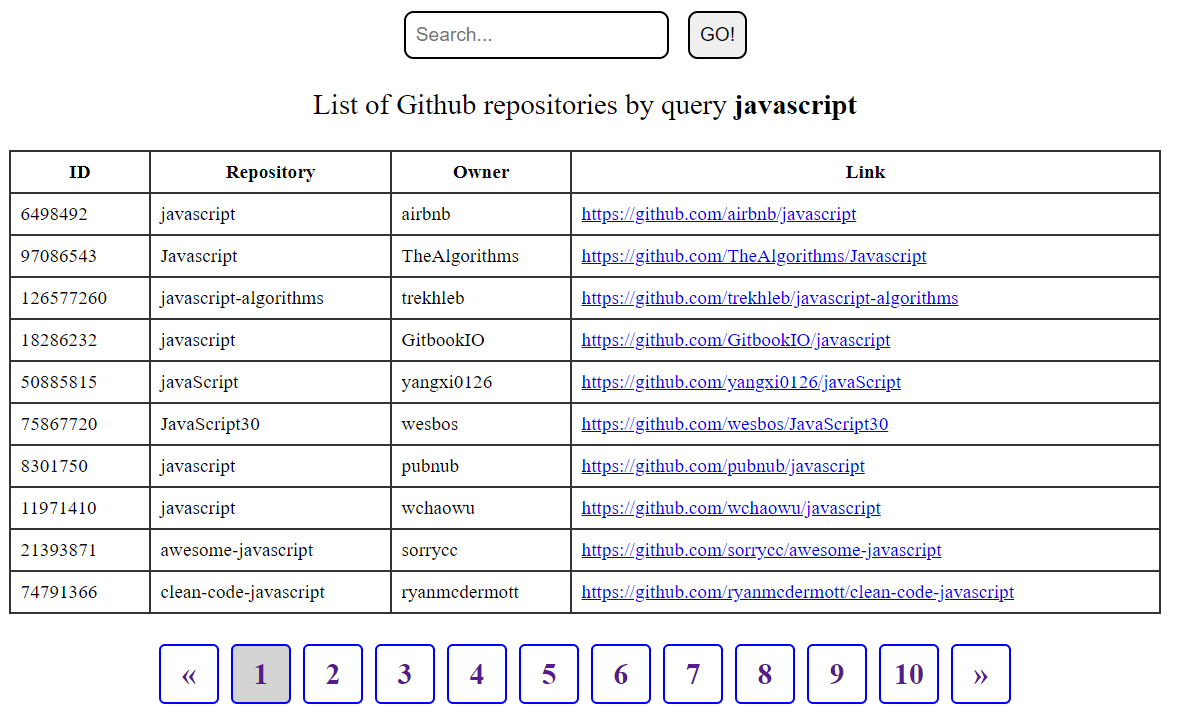 Search... GO!
List of Github repositories by query javascript
ID Repository Owner Link
6498492 javascript airbnb https://github.com/airbnb/javascript
97086543 Javascript TheAlgorithms https://github.com/TheAlgorithms/Javascript
126577260 javascript-algorithms trekhleb https://github.com/trekhleb/javascript-algorithms
18286232 javascript GitbookIO https://github.com/GitbookIO/javascript
50885815 javaScript yangxi0126 https://github.com/yangxi0126/javaScript
75867720 JavaScript30 wesbos https://github.com/wesbos/JavaScript30
8301750 javascript pubnub https://github.com/pubnub/javascript
11971410 javascript wchaowu https://github.com/wchaowu/javascript
21393871 awesome-javascript sorrycc https://github.com/sorrycc/awesome-javascript
74791366 clean-code-javascript ryanmcdermott https://github.com/ryanmcdermott/clean-code-javascript
« 1 2 3 4 5 6 7 8 9 10 »